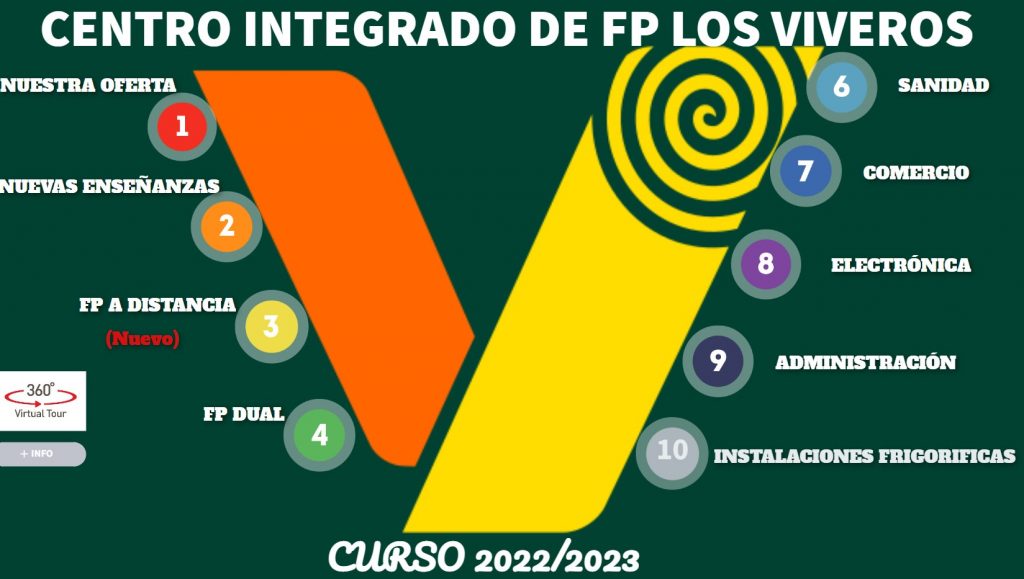 CENTRO INTEGRADO DE FP LOS VIVEROS
NUESTRA OFERTA
1
NUEVAS ENSEÑANZAS
2
FP A DISTANCIA
(Nuevo)
3
FP DUAL
4
360°
Virtual Tour
+ INFO
6
SANIDAD
7
COMERCIO
8
ELECTRÓNICA
9
ADMINISTRACIÓN
10
INSTALACIONES FRIGORIFICAS
CURSO 2022/2023